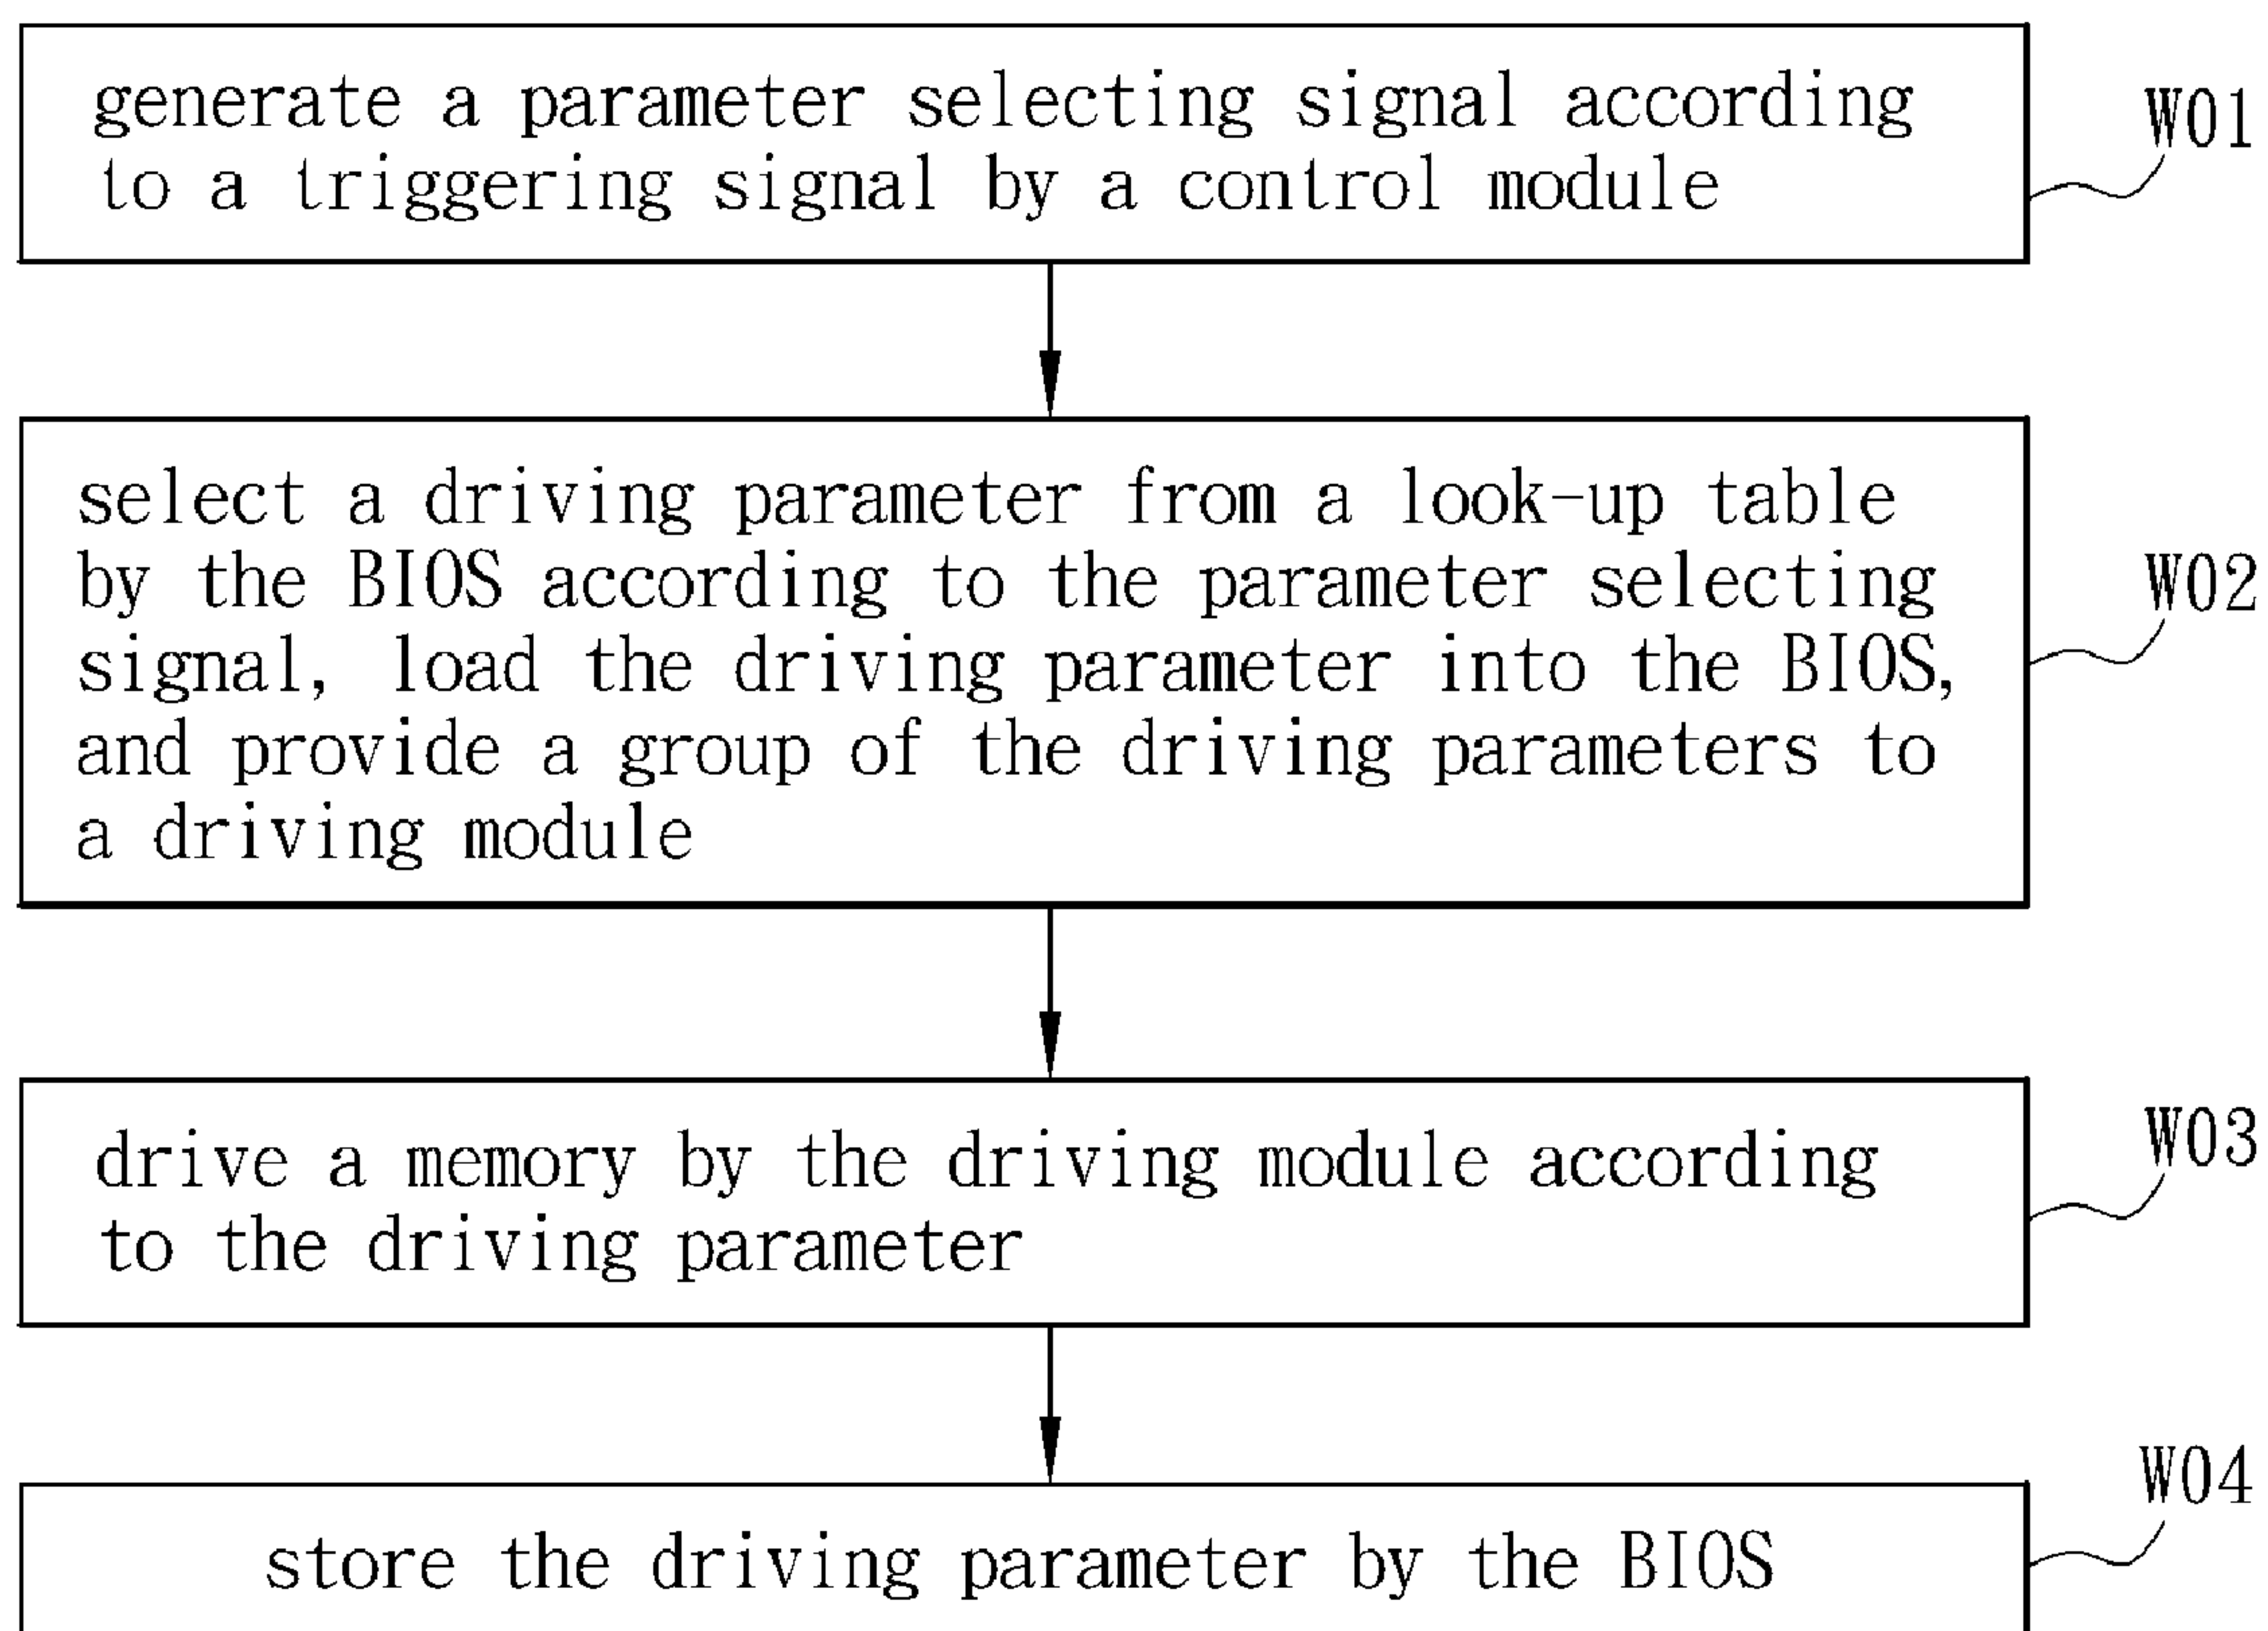 generate a parameter selecting signal according
to a triggering signal by a control module
W01
select a driving parameter from a look-up table
by the BIOS according to the parameter selecting
signal, load the driving parameter into the BIOS,
and provide a group of the driving parameters to
a driving module
W02
drive a memory by the driving module according
to the driving parameter
W03
store the driving parameter by the BIOS
W04